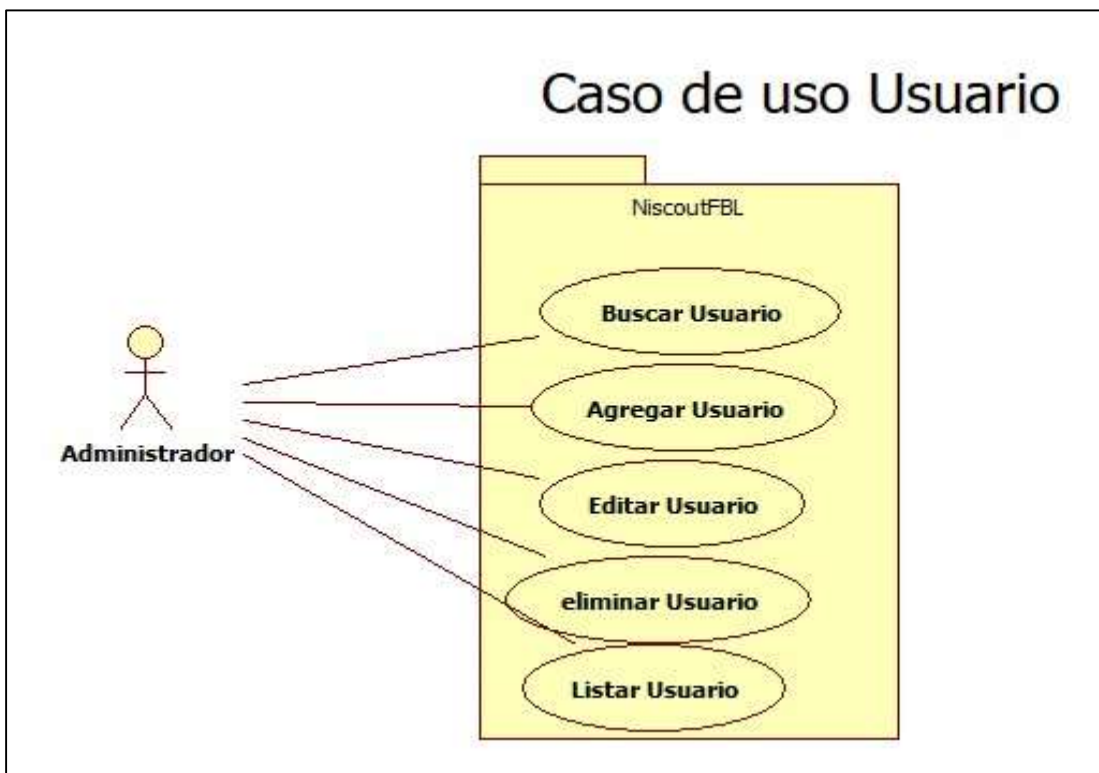 Caso de uso Usuario
NiscoutFBL
Buscar Usuario
Agregar Usuario
Administrador
Editar Usuario
eliminar Usuario
Listar Usuario